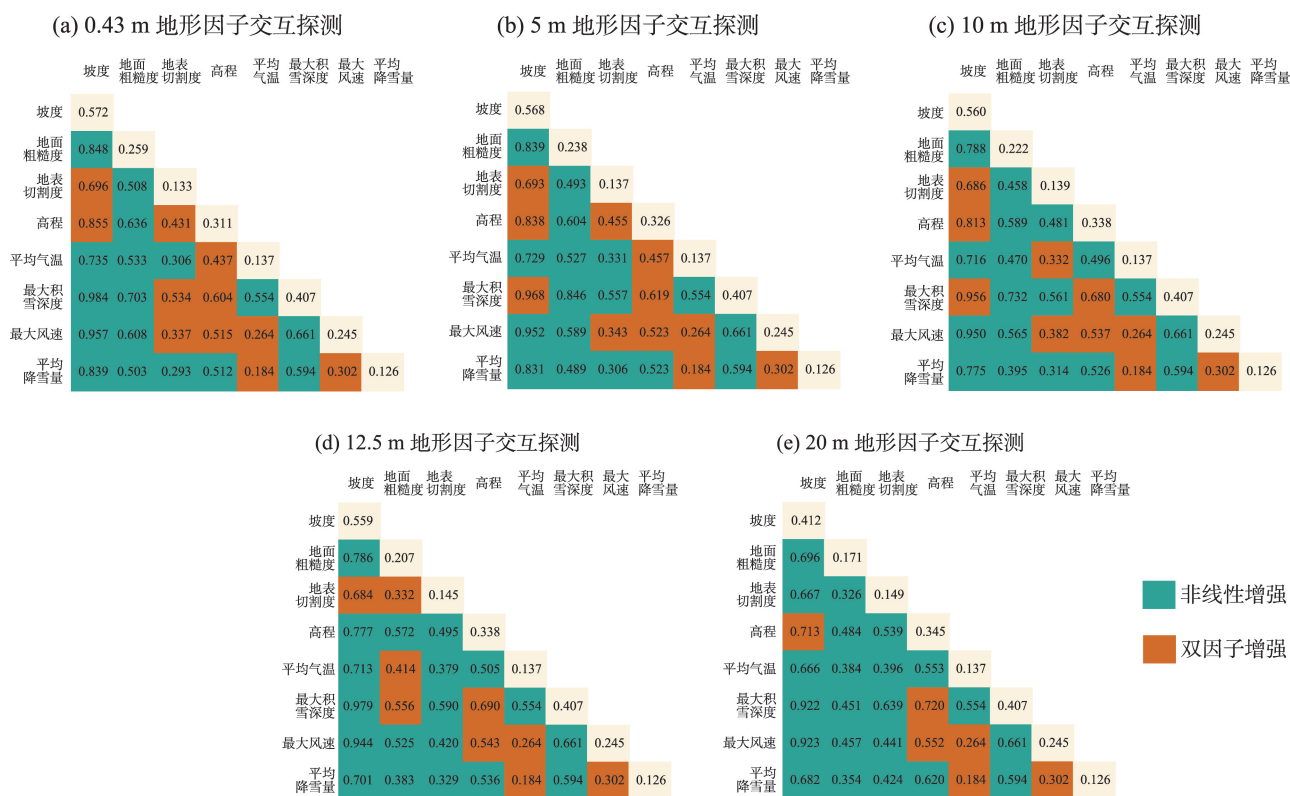 (a) 0.43 m 地形因子交互探测
坡度 地面粗糙度 地表切割度 高程 平均气温 最大积雪深度 最大风速 平均降雪量
坡度 0.572
地面粗糙度 0.848 0.259
地表切割度 0.696 0.508 0.133
高程 0.855 0.636 0.431 0.311
平均气温 0.735 0.533 0.306 0.437 0.137
最大积雪深度 0.984 0.703 0.534 0.604 0.554 0.407
最大风速 0.957 0.608 0.337 0.515 0.264 0.661 0.245
平均降雪量 0.839 0.503 0.293 0.512 0.184 0.594 0.302 0.126
(b) 5 m 地形因子交互探测
坡度 地面粗糙度 地表切割度 高程 平均气温 最大积雪深度 最大风速 平均降雪量
坡度 0.568
地面粗糙度 0.839 0.238
地表切割度 0.693 0.493 0.137
高程 0.838 0.604 0.455 0.326
平均气温 0.729 0.527 0.331 0.457 0.137
最大积雪深度 0.968 0.846 0.557 0.619 0.554 0.407
最大风速 0.952 0.589 0.343 0.523 0.264 0.661 0.245
平均降雪量 0.831 0.489 0.306 0.523 0.184 0.594 0.302 0.126
(c) 10 m 地形因子交互探测
坡度 地面粗糙度 地表切割度 高程 平均气温 最大积雪深度 最大风速 平均降雪量
坡度 0.560
地面粗糙度 0.788 0.222
地表切割度 0.686 0.458 0.139
高程 0.813 0.589 0.481 0.338
平均气温 0.716 0.470 0.332 0.496 0.137
最大积雪深度 0.956 0.732 0.561 0.680 0.554 0.407
最大风速 0.950 0.565 0.382 0.537 0.264 0.661 0.245
平均降雪量 0.775 0.395 0.314 0.526 0.184 0.594 0.302 0.126
(d) 12.5 m 地形因子交互探测
坡度 地面粗糙度 地表切割度 高程 平均气温 最大积雪深度 最大风速 平均降雪量
坡度 0.559
地面粗糙度 0.786 0.207
地表切割度 0.684 0.332 0.145
高程 0.777 0.572 0.495 0.338
平均气温 0.713 0.414 0.379 0.505 0.137
最大积雪深度 0.979 0.556 0.590 0.690 0.554 0.407
最大风速 0.944 0.525 0.420 0.543 0.264 0.661 0.245
平均降雪量 0.701 0.383 0.329 0.536 0.184 0.594 0.302 0.126
(e) 20 m 地形因子交互探测
坡度 地面粗糙度 地表切割度 高程 平均气温 最大积雪深度 最大风速 平均降雪量
坡度 0.412
地面粗糙度 0.696 0.171
地表切割度 0.667 0.326 0.149
高程 0.713 0.484 0.539 0.345
平均气温 0.666 0.384 0.396 0.553 0.137
最大积雪深度 0.922 0.451 0.639 0.720 0.554 0.407
最大风速 0.923 0.457 0.441 0.552 0.264 0.661 0.245
平均降雪量 0.682 0.354 0.424 0.620 0.184 0.594 0.302 0.126
非线性增强
双因子增强